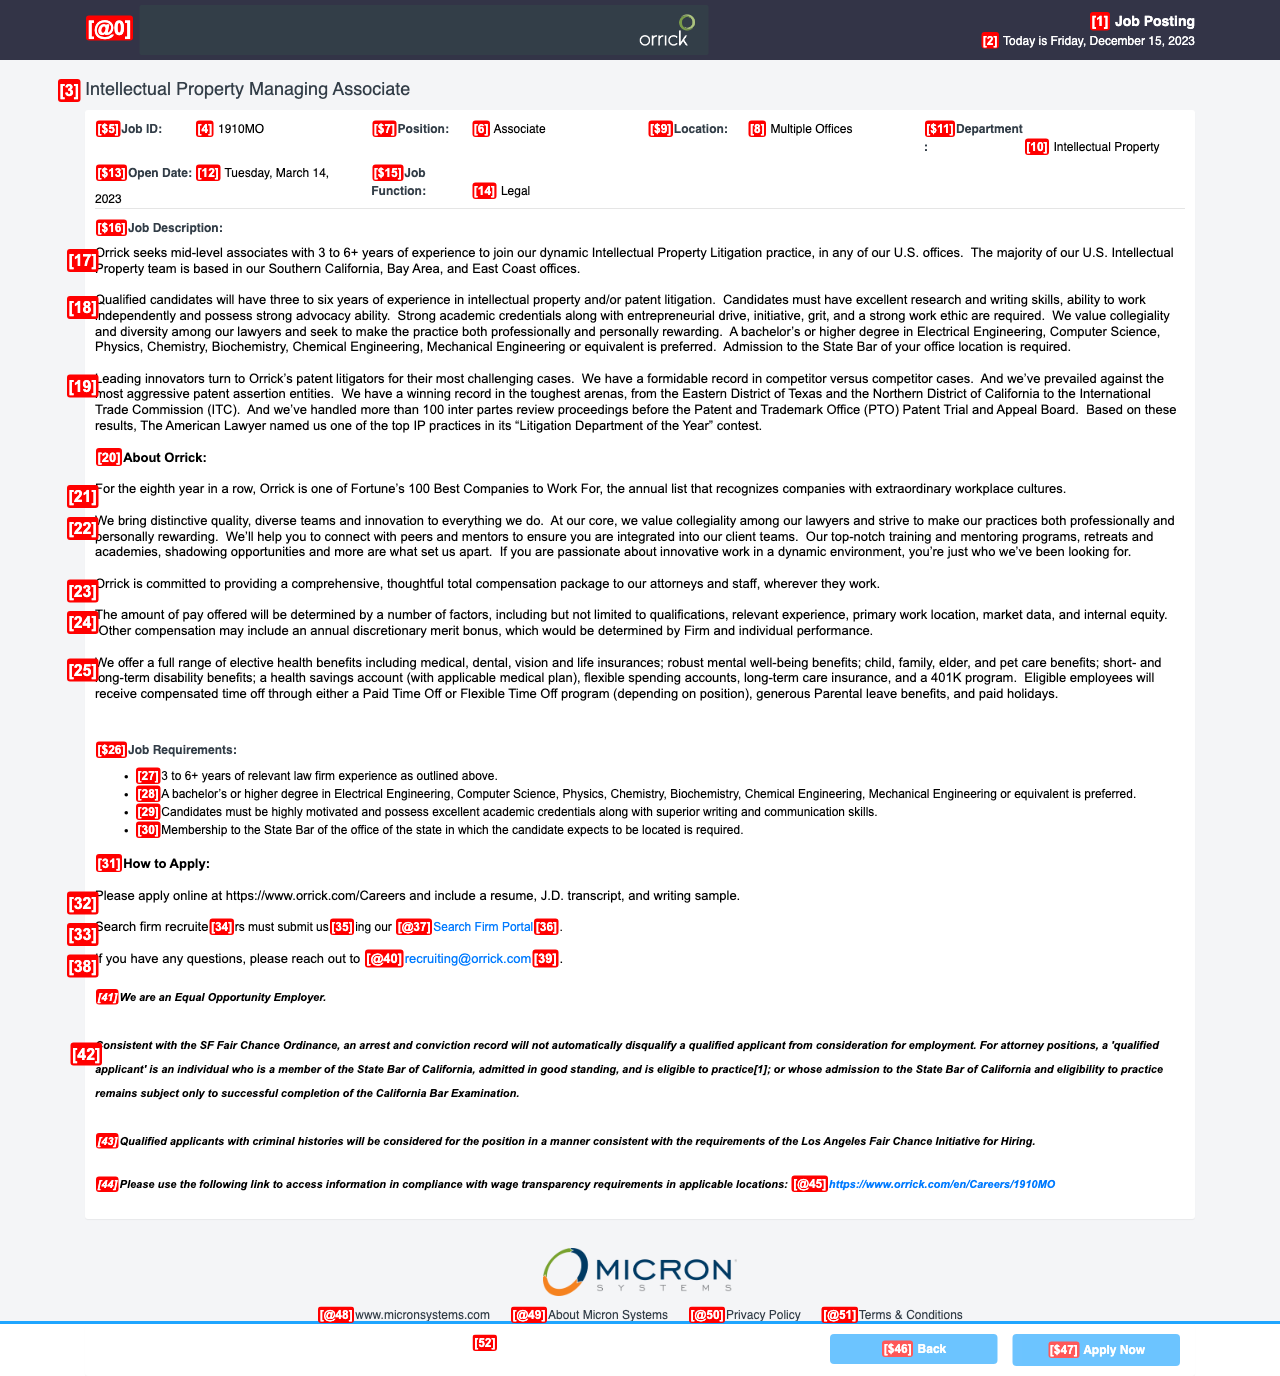 [@0] orrick [1] Job Posting
[2] Today is Friday, December 15, 2023
[3] Intellectual Property Managing Associate
[$5]Job ID: [4] 1910MO [$7]Position: [6] Associate [$9]Location: [8] Multiple Offices [$11]Department
: [10] Intellectual Property
[$13]Open Date: [12] Tuesday, March 14, [$15]Job
2023 Function: [14] Legal
[$16]Job Description:
[17]Orrick seeks mid-level associates with 3 to 6+ years of experience to join our dynamic Intellectual Property Litigation practice, in any of our U.S. offices. The majority of our U.S. Intellectual
Property team is based in our Southern California, Bay Area, and East Coast offices.
[18]Qualified candidates will have three to six years of experience in intellectual property and/or patent litigation. Candidates must have excellent research and writing skills, ability to work
independently and possess strong advocacy ability. Strong academic credentials along with entrepreneurial drive, initiative, grit, and a strong work ethic are required. We value collegiality
and diversity among our lawyers and seek to make the practice both professionally and personally rewarding. A bachelor's or higher degree in Electrical Engineering, Computer Science,
Physics, Chemistry, Biochemistry, Chemical Engineering, Mechanical Engineering or equivalent is preferred. Admission to the State Bar of your office location is required.
[19]Leading innovators turn to Orrick's patent litigators for their most challenging cases. We have a formidable record in competitor versus competitor cases. And we've prevailed against the
most aggressive patent assertion entities. We have a winning record in the toughest arenas, from the Eastern District of Texas and the Northern District of California to the International
Trade Commission (ITC). And we've handled more than 100 inter partes review proceedings before the Patent and Trademark Office (PTO) Patent Trial and Appeal Board. Based on these
results, The American Lawyer named us one of the top IP practices in its “Litigation Department of the Year” contest.
[20]About Orrick:
[21]For the eighth year in a row, Orrick is one of Fortune's 100 Best Companies to Work For, the annual list that recognizes companies with extraordinary workplace cultures.
[22]We bring distinctive quality, diverse teams and innovation to everything we do. At our core, we value collegiality among our lawyers and strive to make our practices both professionally and
personally rewarding. We'll help you to connect with peers and mentors to ensure you are integrated into our client teams. Our top-notch training and mentoring programs, retreats and
academies, shadowing opportunities and more are what set us apart. If you are passionate about innovative work in a dynamic environment, you're just who we've been looking for.
[23]Orrick is committed to providing a comprehensive, thoughtful total compensation package to our attorneys and staff, wherever they work.
[24]The amount of pay offered will be determined by a number of factors, including but not limited to qualifications, relevant experience, primary work location, market data, and internal equity.
Other compensation may include an annual discretionary merit bonus, which would be determined by Firm and individual performance.
[25]We offer a full range of elective health benefits including medical, dental, vision and life insurances; robust mental well-being benefits; child, family, elder, and pet care benefits; short- and
long-term disability benefits; a health savings account (with applicable medical plan), flexible spending accounts, long-term care insurance, and a 401K program. Eligible employees will
receive compensated time off through either a Paid Time Off or Flexible Time Off program (depending on position), generous Parental leave benefits, and paid holidays.
[$26]Job Requirements:
• [27]3 to 6+ years of relevant law firm experience as outlined above.
• [28]A bachelor's or higher degree in Electrical Engineering, Computer Science, Physics, Chemistry, Biochemistry, Chemical Engineering, Mechanical Engineering or equivalent is preferred.
• [29]Candidates must be highly motivated and possess excellent academic credentials along with superior writing and communication skills.
• [30]Membership to the State Bar of the office of the state in which the candidate expects to be located is required.
[31]How to Apply:
[32]Please apply online at https://www.orrick.com/Careers and include a resume, J.D. transcript, and writing sample.
[33]Search firm recruite[34]rs must submit us[35]ing our [@37]Search Firm Portal[36].
[38]If you have any questions, please reach out to [@40]recruiting@orrick.com[39].
[41]We are an Equal Opportunity Employer.
[42]Consistent with the SF Fair Chance Ordinance, an arrest and conviction record will not automatically disqualify a qualified applicant from consideration for employment. For attorney positions, a 'qualified
applicant' is an individual who is a member of the State Bar of California, admitted in good standing, and is eligible to practice[1]; or whose admission to the State Bar of California and eligibility to practice
remains subject only to successful completion of the California Bar Examination.
[43]Qualified applicants with criminal histories will be considered for the position in a manner consistent with the requirements of the Los Angeles Fair Chance Initiative for Hiring.
[44]Please use the following link to access information in compliance with wage transparency requirements in applicable locations: [@45]https://www.orrick.com/en/Careers/1910MO
MICRON
SYSTEMS
[@48]www.micronsystems.com [@49]About Micron Systems [@50]Privacy Policy [@51]Terms & Conditions
[52] [$46] Back [$47] Apply Now